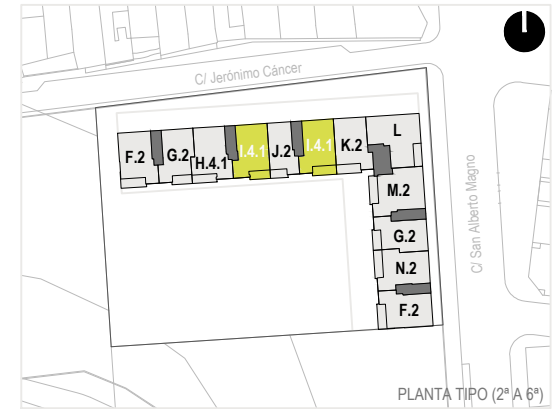 C/ Jerónimo Cáncer
F.2
G.2
H.4.1
I.4.1
J.2
I.4.1
K.2
L
M.2
G.2
N.2
F.2
C/ San Alberto Magno
PLANTA TIPO (2ª A 6ª)